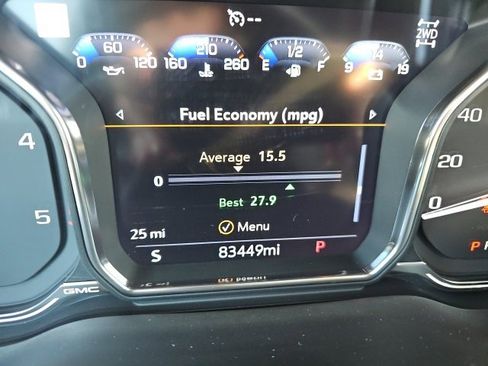 --
60 210 1/2 14 2WD
0 120 160 260 E F 9 19
Fuel Economy (mpg)
4 40
Average 15.5
0
20
5 Best 27.9
0
Menu
25 mi
S 83449mi P
P
GMC